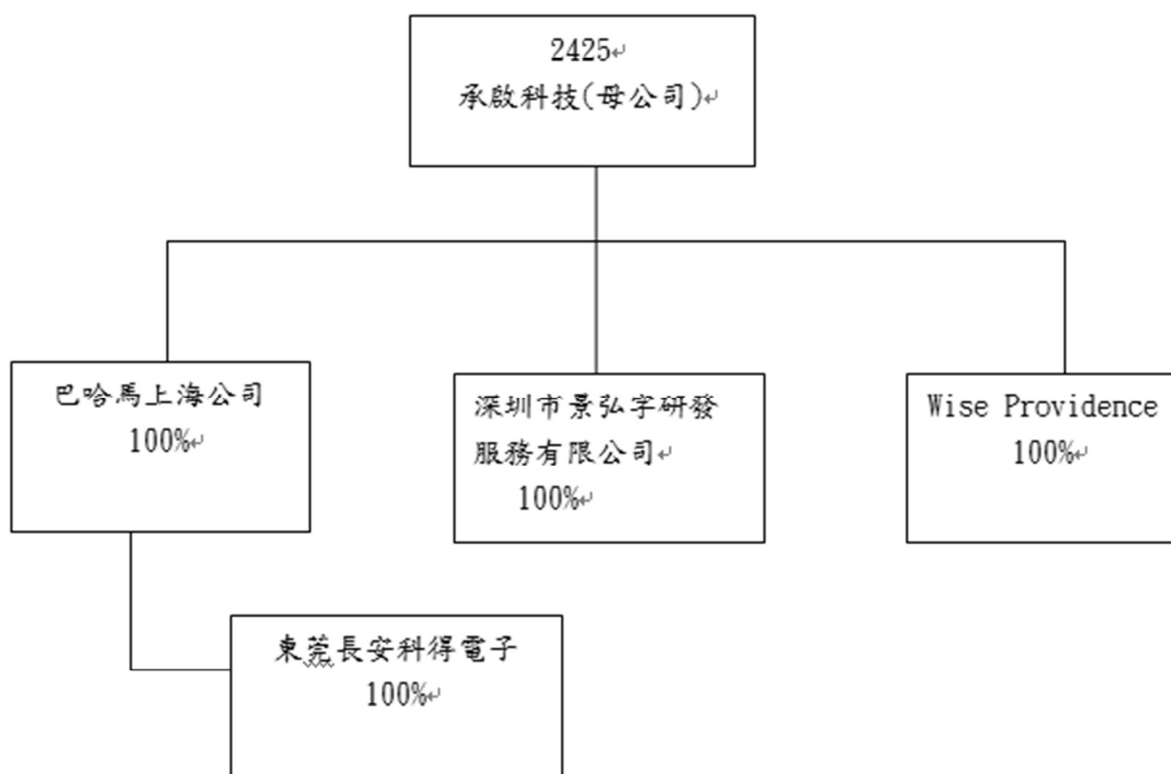 2425
承啟科技(母公司)
巴哈馬上海公司
100%
深圳市景弘字研發
服務有限公司
100%
Wise Providence
100%
東莞長安科得電子
100%